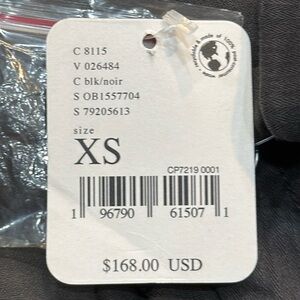 C 8115
V 026484
C blk/noir
S OB1557704
S 79205613
size
XS
CP7219 0001
1 96790 61507 1
$168.00 USD